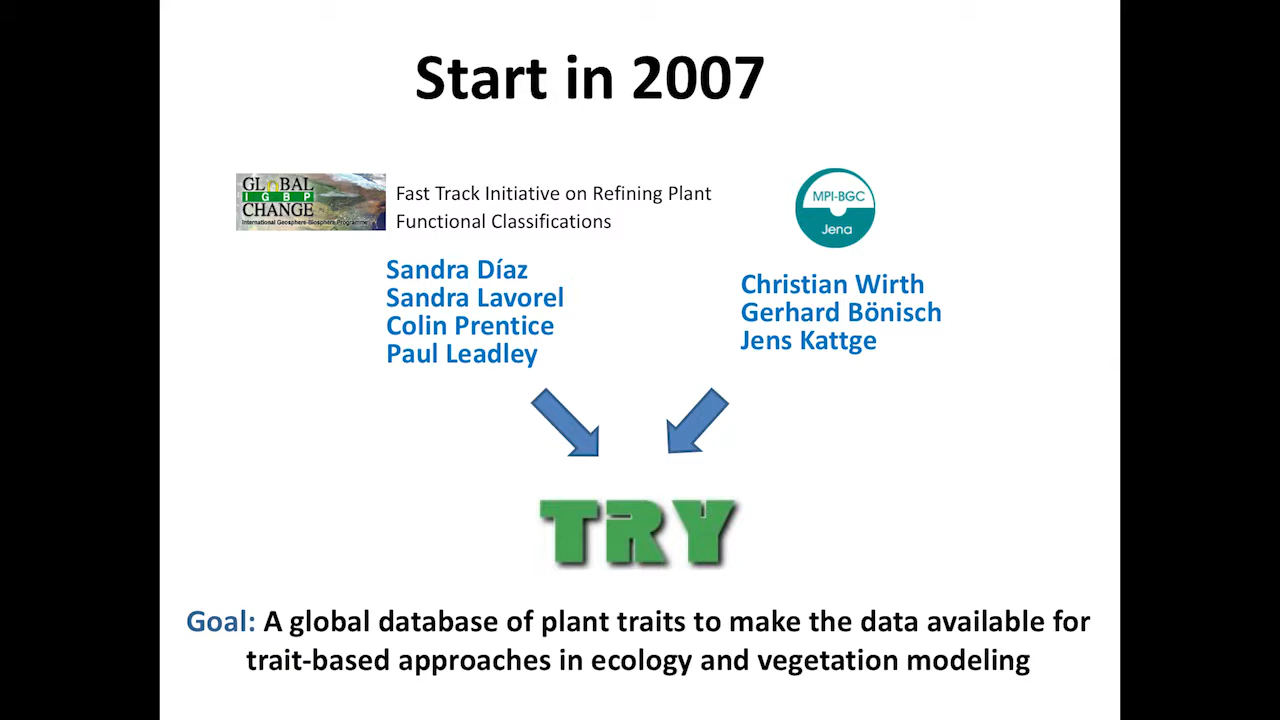 Start in 2007
GLOBAL
I G B P
CHANGE
International Geosphere-Biosphere Programme
Fast Track Initiative on Refining Plant
Functional Classifications
MPI-BGC
Jena
Sandra Díaz
Sandra Lavorel
Colin Prentice
Paul Leadley
Christian Wirth
Gerhard Bönisch
Jens Kattge
TRY
Goal: A global database of plant traits to make the data available for
trait-based approaches in ecology and vegetation modeling